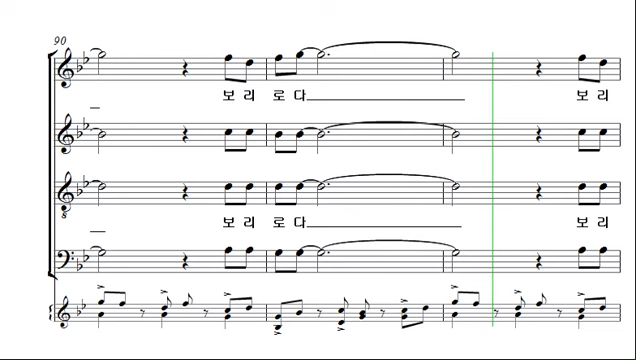 90
보 리 로 다
보 리
보 리 로 다
보 리